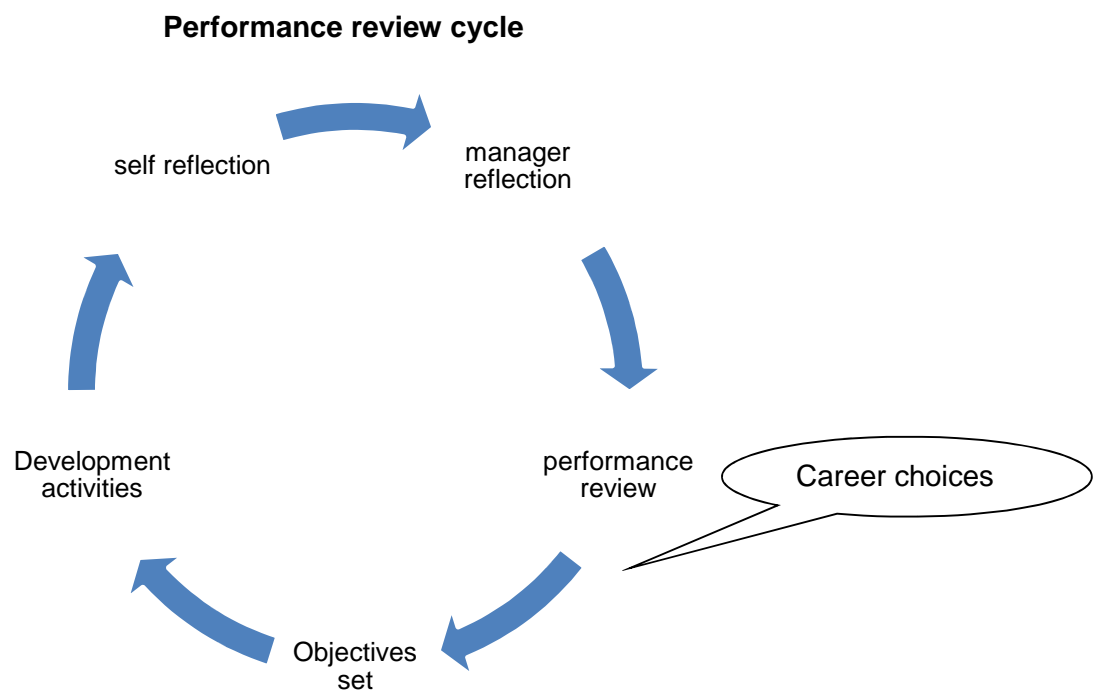 Performance review cycle
self reflection
manager
reflection
performance
review
Career choices
Objectives
set
Development
activities